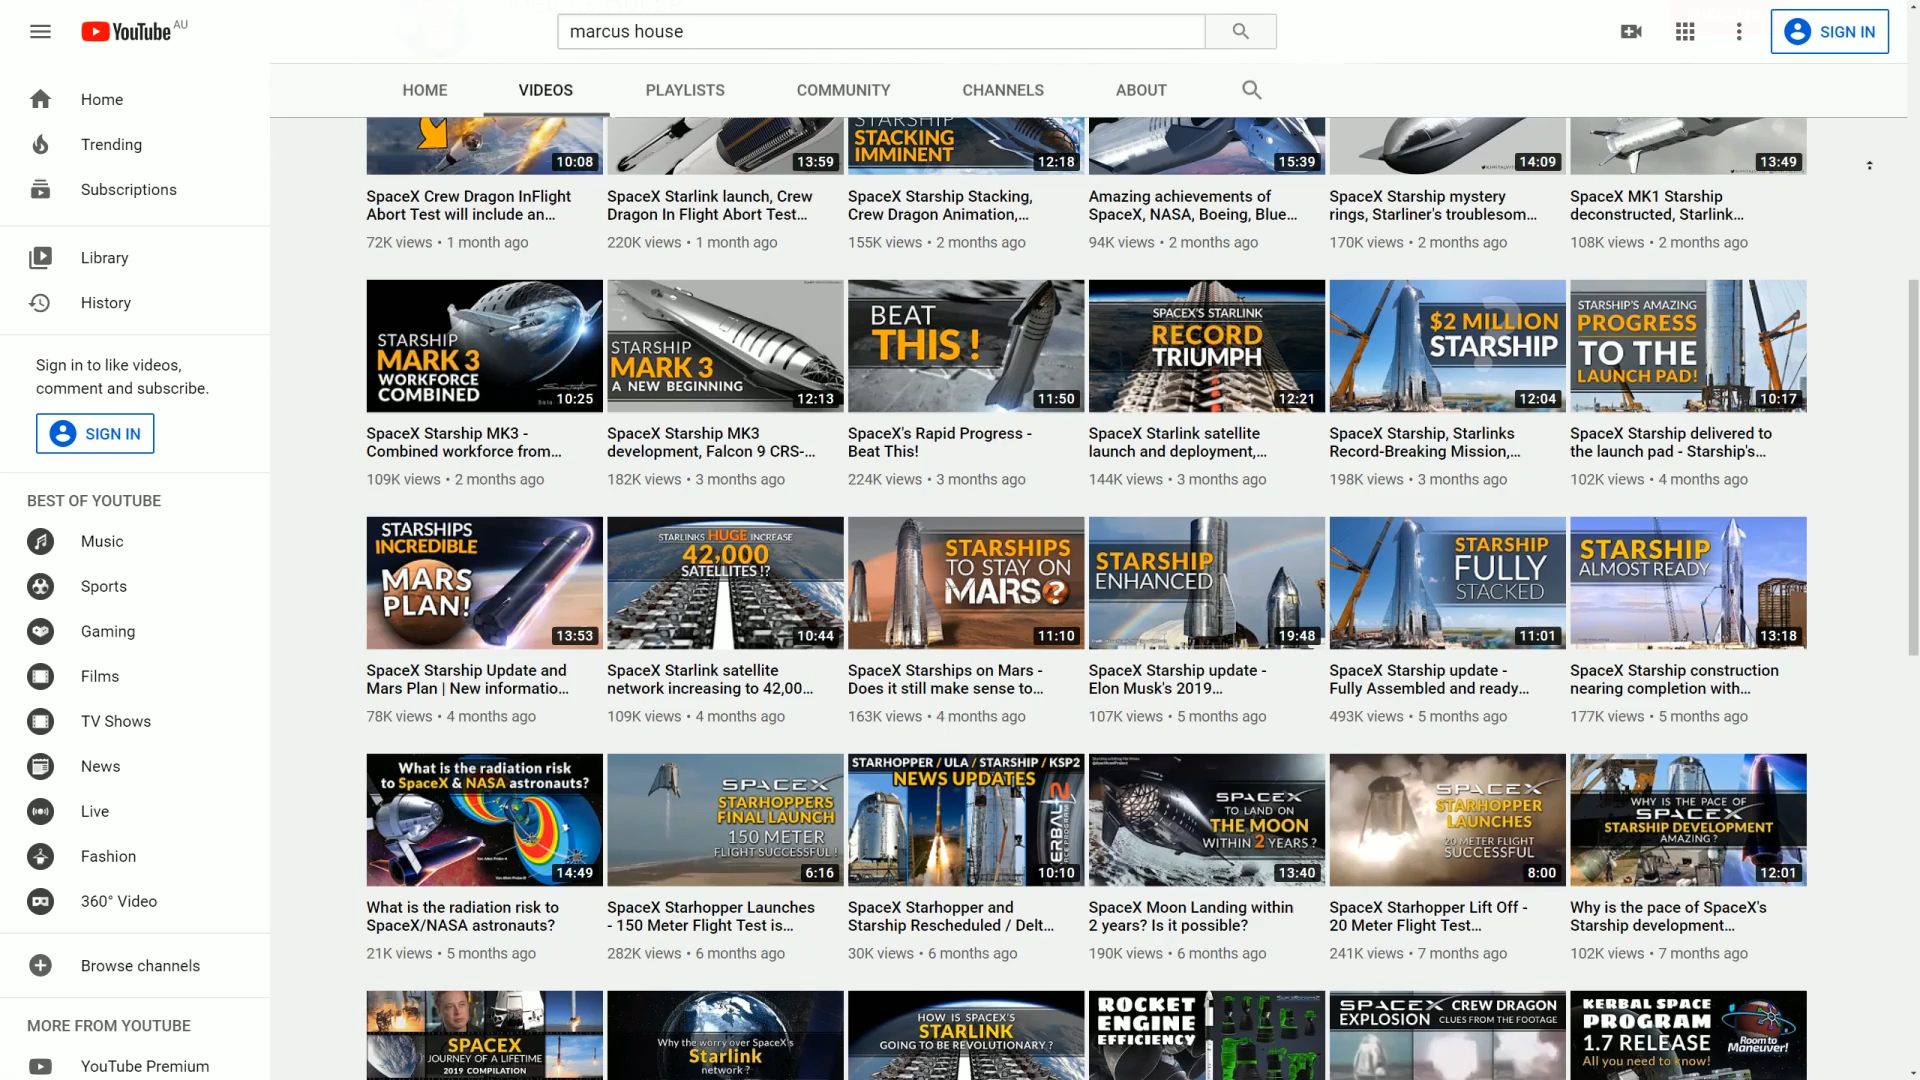 YouTube AU
marcus house
SIGN IN
HOME
VIDEOS
PLAYLISTS
COMMUNITY
CHANNELS
ABOUT
Home
Trending
Subscriptions
Library
History
Sign in to like videos,
comment and subscribe.
SIGN IN
BEST OF YOUTUBE
Music
Sports
Gaming
Films
TV Shows
News
Live
Fashion
360° Video
Browse channels
MORE FROM YOUTUBE
YouTube Premium
10:08
SpaceX Crew Dragon InFlight
Abort Test will include an...
72K views • 1 month ago
13:59
SpaceX Starlink launch, Crew
Dragon In Flight Abort Test...
220K views • 1 month ago
STARSHIP
STACKING
IMMINENT
12:18
SpaceX Starship Stacking,
Crew Dragon Animation,...
155K views • 2 months ago
15:39
Amazing achievements of
SpaceX, NASA, Boeing, Blue...
94K views • 2 months ago
14:09
SpaceX Starship mystery
rings, Starliner's troublesom...
170K views • 2 months ago
13:49
SpaceX MK1 Starship
deconstructed, Starlink...
108K views • 2 months ago
STARSHIP
MARK 3
WORKFORCE
COMBINED
10:25
SpaceX Starship MK3 -
Combined workforce from...
109K views • 2 months ago
STARSHIP
MARK 3
A NEW BEGINNING
12:13
SpaceX Starship MK3
development, Falcon 9 CRS-...
182K views • 3 months ago
BEAT
THIS !
11:50
SpaceX's Rapid Progress -
Beat This!
224K views • 3 months ago
SPACEX'S STARLINK
RECORD
TRIUMPH
12:21
SpaceX Starlink satellite
launch and deployment,...
144K views • 3 months ago
$2 MILLION
STARSHIP
?
12:04
SpaceX Starship, Starlinks
Record-Breaking Mission,...
198K views • 3 months ago
STARSHIP'S AMAZING
PROGRESS
TO THE
LAUNCH PAD!
10:17
SpaceX Starship delivered to
the launch pad - Starship's...
102K views • 4 months ago
STARSHIPS
INCREDIBLE
MARS
PLAN!
13:53
SpaceX Starship Update and
Mars Plan | New informatio...
78K views • 4 months ago
STARLINKS HUGE INCREASE
42,000
SATELLITES !?
10:44
SpaceX Starlink satellite
network increasing to 42,00...
109K views • 4 months ago
STARSHIPS
TO STAY ON
MARS?
11:10
SpaceX Starships on Mars -
Does it still make sense to...
163K views • 4 months ago
STARSHIP
ENHANCED
19:48
SpaceX Starship update -
Elon Musk's 2019...
107K views • 5 months ago
STARSHIP
FULLY
STACKED
11:01
SpaceX Starship update -
Fully Assembled and ready...
493K views • 5 months ago
STARSHIP
ALMOST READY
13:18
SpaceX Starship construction
nearing completion with...
177K views • 5 months ago
What is the radiation risk
to SpaceX & NASA astronauts?
14:49
What is the radiation risk to
SpaceX/NASA astronauts?
21K views • 5 months ago
SPACEX
STARHOPPERS
FINAL LAUNCH
150 METER
FLIGHT SUCCESSFUL !
6:16
SpaceX Starhopper Launches
- 150 Meter Flight Test is...
282K views • 6 months ago
STARHOPPER / ULA / STARSHIP / KSP2
NEWS UPDATES
10:10
SpaceX Starhopper and
Starship Rescheduled / Delt...
30K views • 6 months ago
SPACEX
TO LAND ON
THE MOON
WITHIN 2 YEARS ?
13:40
SpaceX Moon Landing within
2 years? Is it possible?
190K views • 6 months ago
SPACEX
STARHOPPER
LAUNCHES
20 METER FLIGHT
SUCCESSFUL
8:00
SpaceX Starhopper Lift Off -
20 Meter Flight Test...
241K views • 7 months ago
WHY IS THE PACE OF
SPACEX
STARSHIP DEVELOPMENT
AMAZING ?
12:01
Why is the pace of SpaceX's
Starship development...
102K views • 7 months ago
SPACEX
JOURNEY OF A LIFETIME
2019 COMPILATION
Why the worry over SpaceX's
Starlink
network ?
HOW IS SPACEX'S
STARLINK
GOING TO BE REVOLUTIONARY ?
ROCKET
ENGINE
EFFICIENCY
SPACEX CREW DRAGON
EXPLOSION CLUES FROM THE FOOTAGE
KERBAL SPACE
PROGRAM
1.7 RELEASE
All you need to know!
Room to
Maneuver!